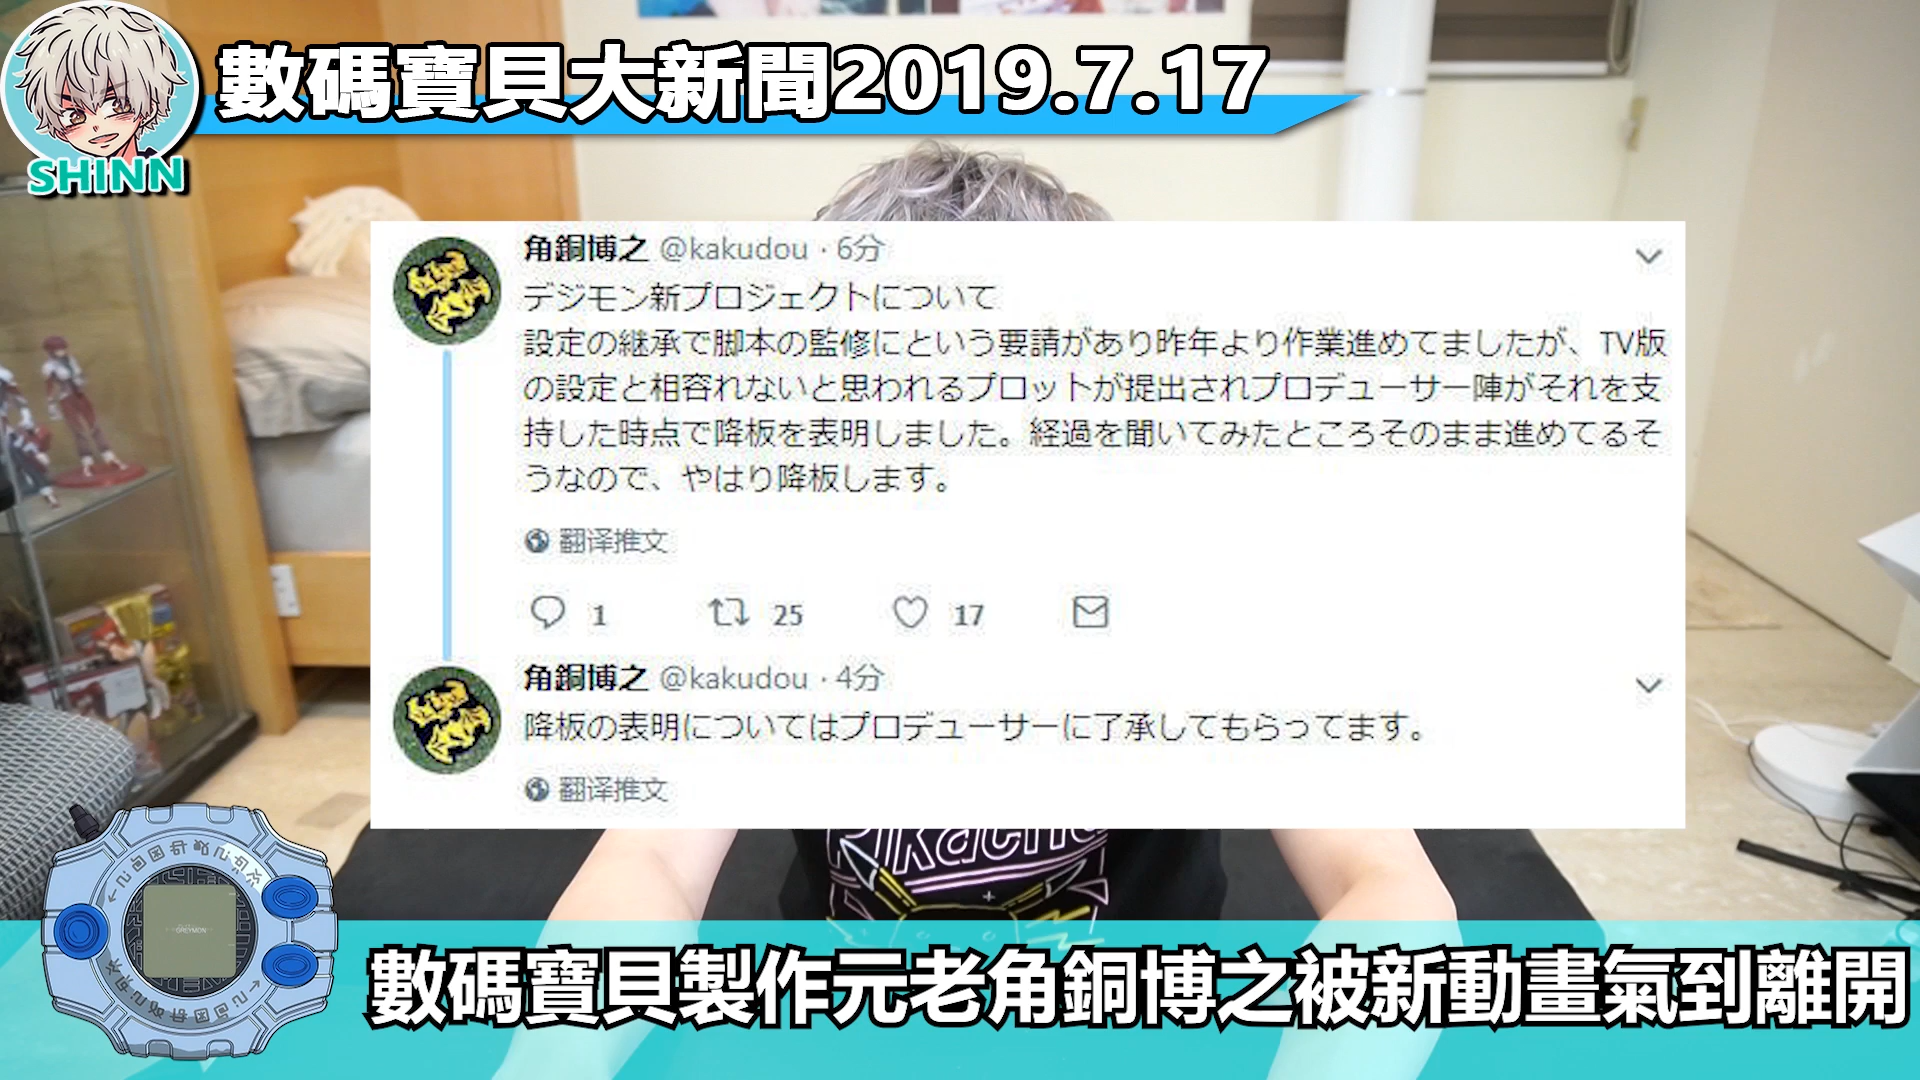 數碼寶貝大新聞2019.7.17
SHINN
角銅博之 @kakudou · 6分
デジモン新プロジェクトについて
設定の継承で脚本の監修にという要請があり昨年より作業進めてましたが、TV版
の設定と相容れないと思われるプロットが提出されプロデューサー陣がそれを支
持した時点で降板を表明しました。経過を聞いてみたところそのまま進めてるそ
うなので、やはり降板します。
翻译推文
1 25 17
角銅博之 @kakudou · 4分
降板の表明についてはプロデューサーに了承してもらってます。
翻译推文
Pikachu
數碼寶貝製作元老角銅博之被新動畫氣到離開